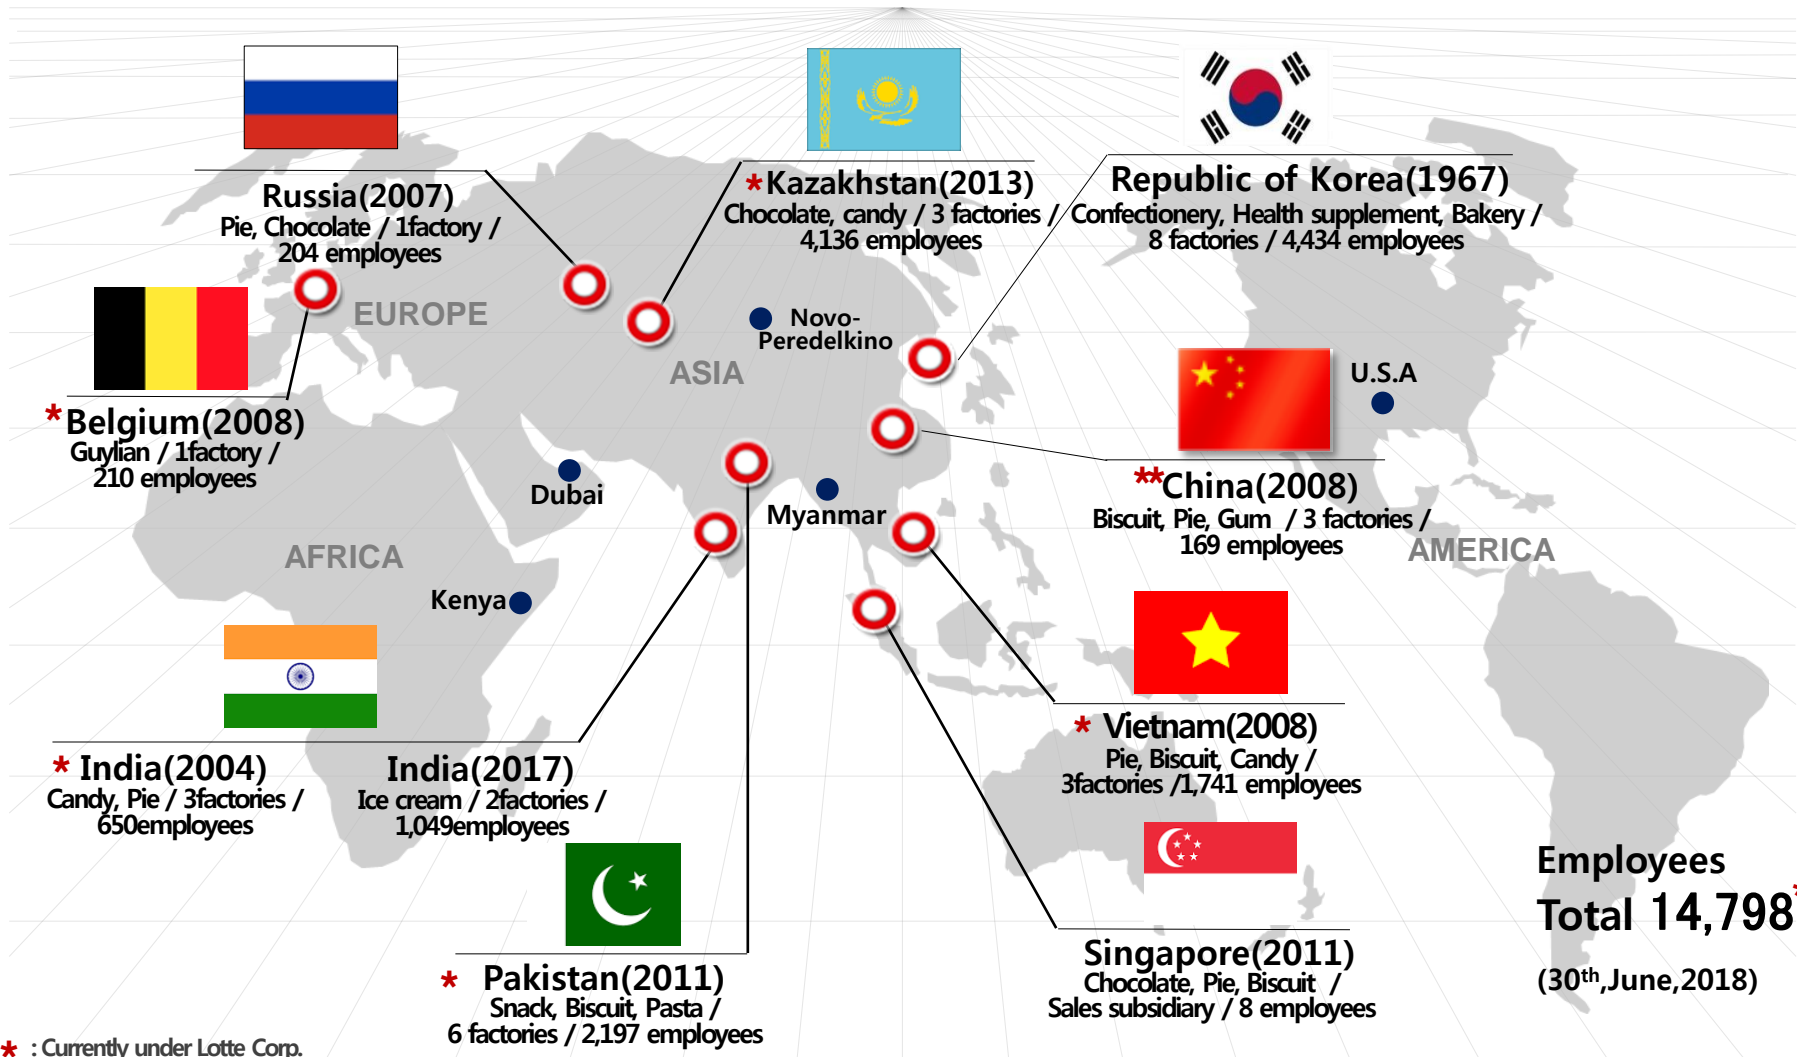 Russia(2007)
Pie, Chocolate / 1factory /
204 employees
*Kazakhstan(2013)
Chocolate, candy / 3 factories /
4,136 employees
Republic of Korea(1967)
Confectionery, Health supplement, Bakery /
8 factories / 4,434 employees
EUROPE
Novo-
Peredelkino
ASIA
U.S.A
*Belgium(2008)
Guylian / 1factory /
210 employees
Dubai
Myanmar
**China(2008)
Biscuit, Pie, Gum / 3 factories /
169 employees
AFRICA
AMERICA
Kenya
* India(2004)
Candy, Pie / 3factories /
650employees
India(2017)
Ice cream / 2factories /
1,049employees
* Vietnam(2008)
Pie, Biscuit, Candy /
3factories /1,741 employees
* Pakistan(2011)
Snack, Biscuit, Pasta /
6 factories / 2,197 employees
Singapore(2011)
Chocolate, Pie, Biscuit /
Sales subsidiary / 8 employees
Employees
Total 14,798*
(30th,June,2018)
* : Currently under Lotte Corp.